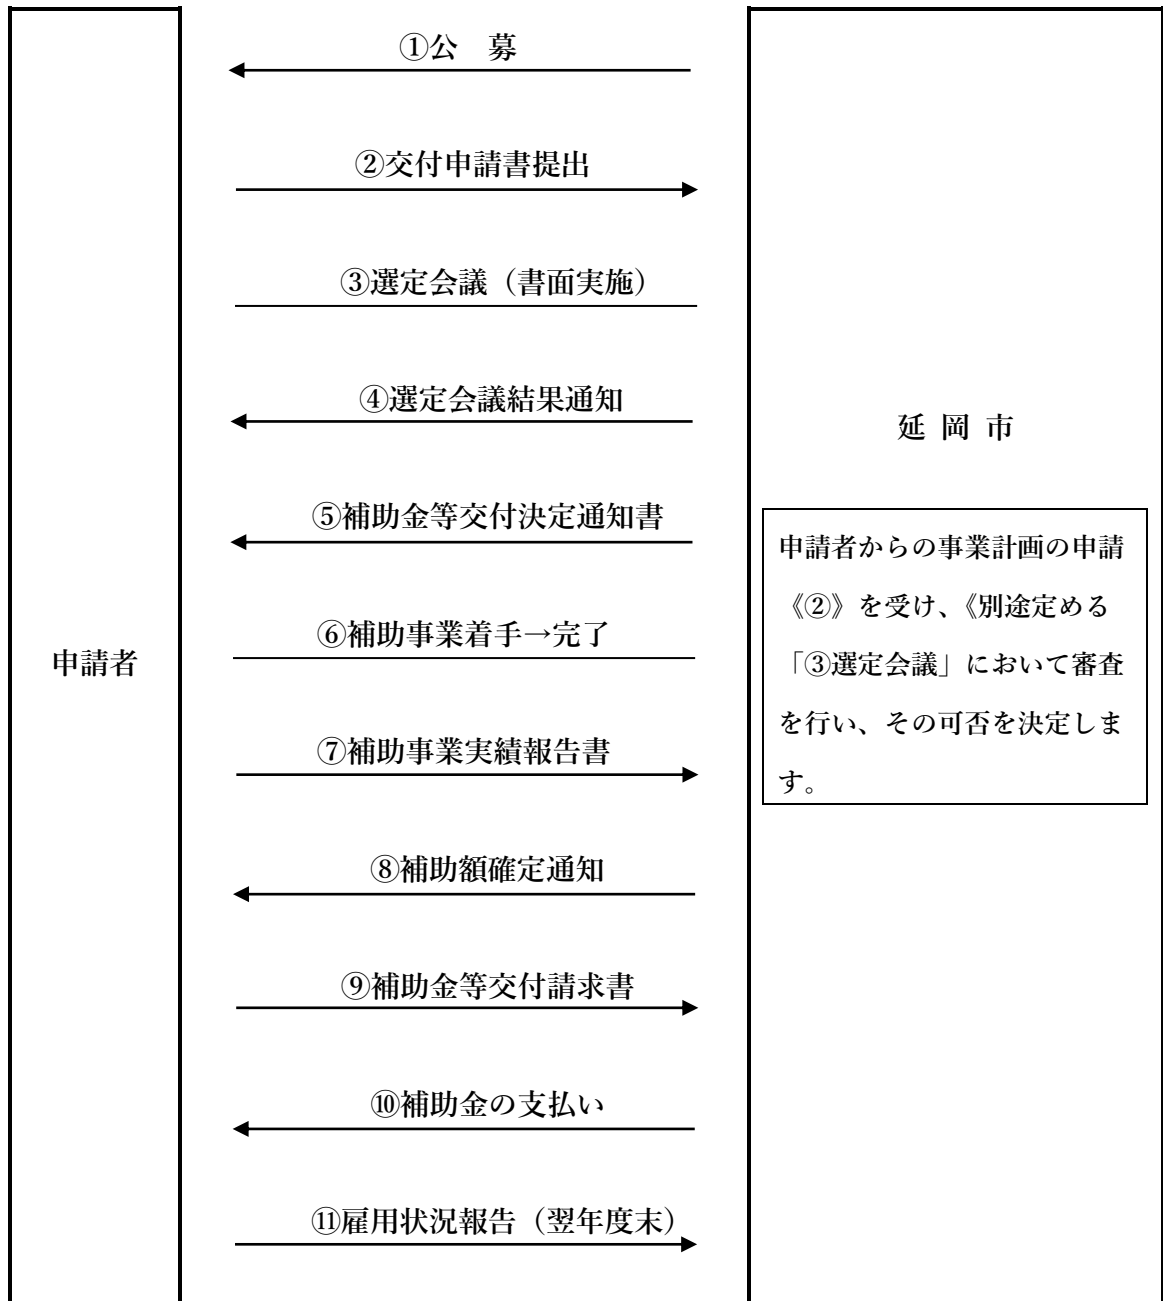 ①公　募
②交付申請書提出
③選定会議（書面実施）
④選定会議結果通知
⑤補助金等交付決定通知書
⑥補助事業着手→完了
⑦補助事業実績報告書
⑧補助額確定通知
⑨補助金等交付請求書
⑩補助金の支払い
⑪雇用状況報告（翌年度末）
申請者
延 岡 市
申請者からの事業計画の申請
《②》を受け、《別途定める
「③選定会議」において審査
を行い、その可否を決定しま
す。